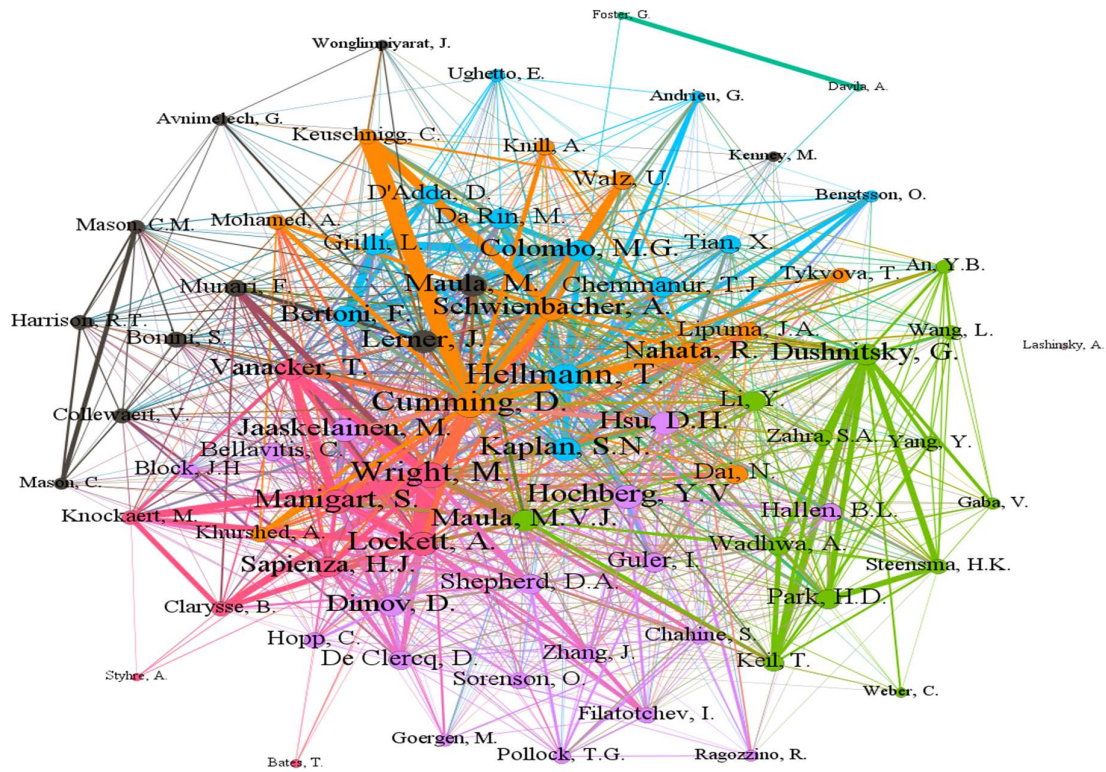 Foster, G.
Wonglimpiyarat, J.
Ughetto, E.
Davila, A.
Andrieu, G.
Avnimelech, G.
Keuschnigg, C.
Knill, A.
Kenney, M.
Walz, U.
D'Adda, D.
Bengtsson, O.
Da Rin, M.
Mason, C.M.
Mohamed, A.
Grilli, L.
Colombo, M.G.
Tian, X.
An, Y.B.
Tykvova, T.
Munari, F.
Maula, M.
Chemmanur, T.J.
Schwienbacher, A.
Harrison, R.T.
Bertoni, F.
Lipuma, J.A.
Wang, L.
Bonini, S.
Lerner, J.
Lashinsky, A.
Nahata, R.
Dushnitsky, G.
Vanacker, T.
Hellmann, T.
Cumming, D.
Li, Y.
Collewaert, V.
Jaaskelainen, M.
Hsu, D.H.
Zahra, S.A.
Yang, Y.
Bellavitis, C.
Kaplan, S.N.
Block, J.H
Wright, M.
Dai, N.
Mason, C.
Manigart, S.
Hochberg, Y.V.
Gaba, V.
Hallen, B.L.
Knockaert, M.
Maula, M.V.J.
Khurshed, A.
Lockett, A.
Wadhwa, A.
Sapienza, H.J.
Guler, I.
Steensma, H.K.
Shepherd, D.A.
Park, H.D.
Clarysse, B.
Dimov, D.
Hopp, C.
Chahine, S.
De Clercq, D.
Zhang, J.
Keil, T.
Styhre, A.
Sorenson, O.
Weber, C.
Filatotchev, I.
Goergen, M.
Pollock, T.G.
Ragozzino, R.
Bates, T.